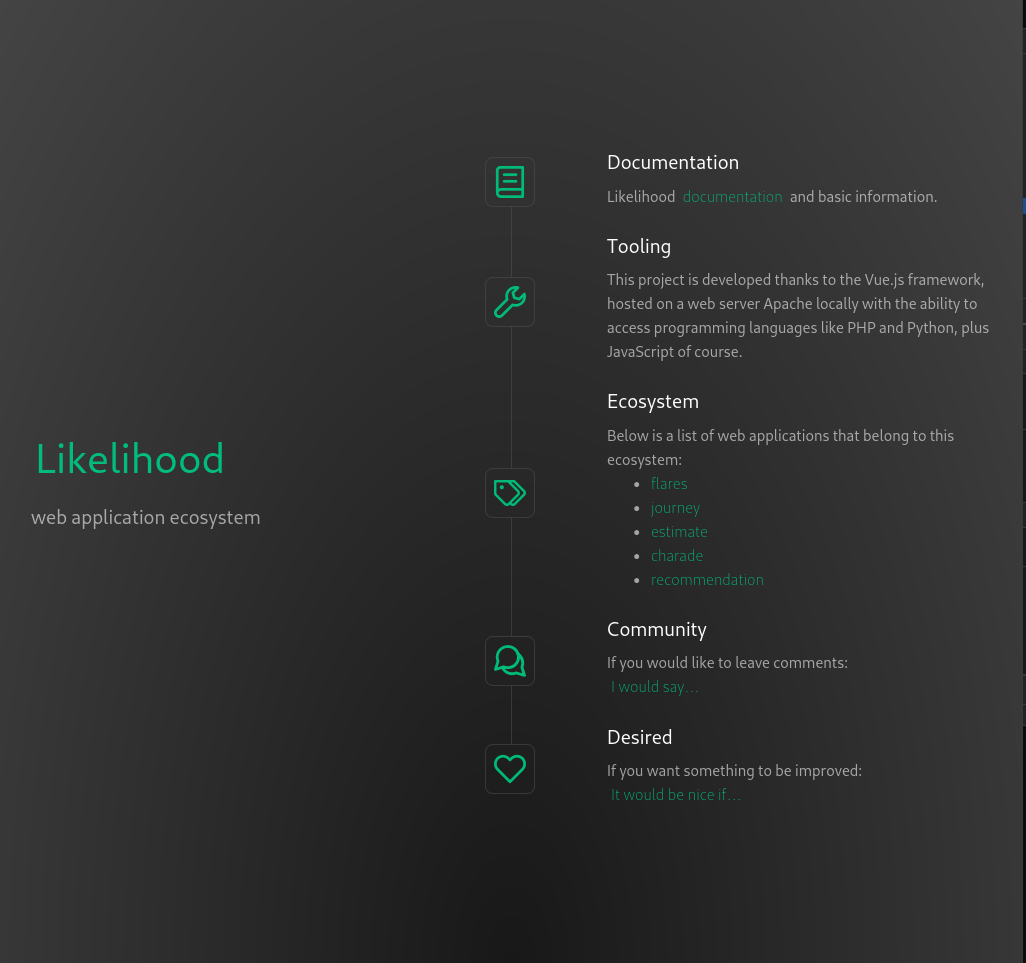 Likelihood
web application ecosystem
Documentation
Likelihood documentation and basic information.
Tooling
This project is developed thanks to the Vue.js framework,
hosted on a web server Apache locally with the ability to
access programming languages like PHP and Python, plus
JavaScript of course.
Ecosystem
Below is a list of web applications that belong to this
ecosystem:
• flares
• journey
• estimate
• charade
• recommendation
Community
If you would like to leave comments:
I would say...
Desired
If you want something to be improved:
It would be nice if...